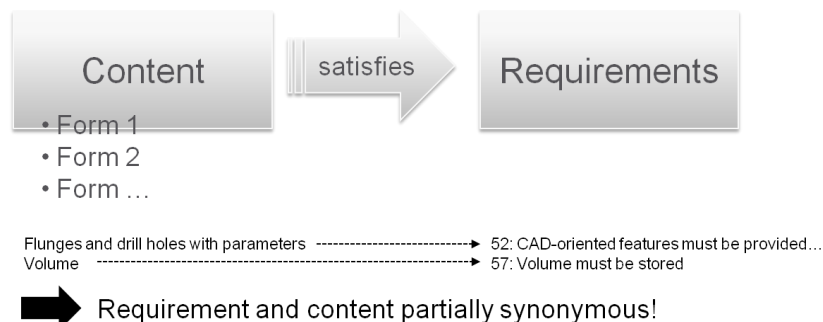 Content
satisfies
Requirements
• Form 1
• Form 2
• Form …
Flunges and drill holes with parameters
52: CAD-oriented features must be provided…
Volume
57: Volume must be stored
Requirement and content partially synonymous!